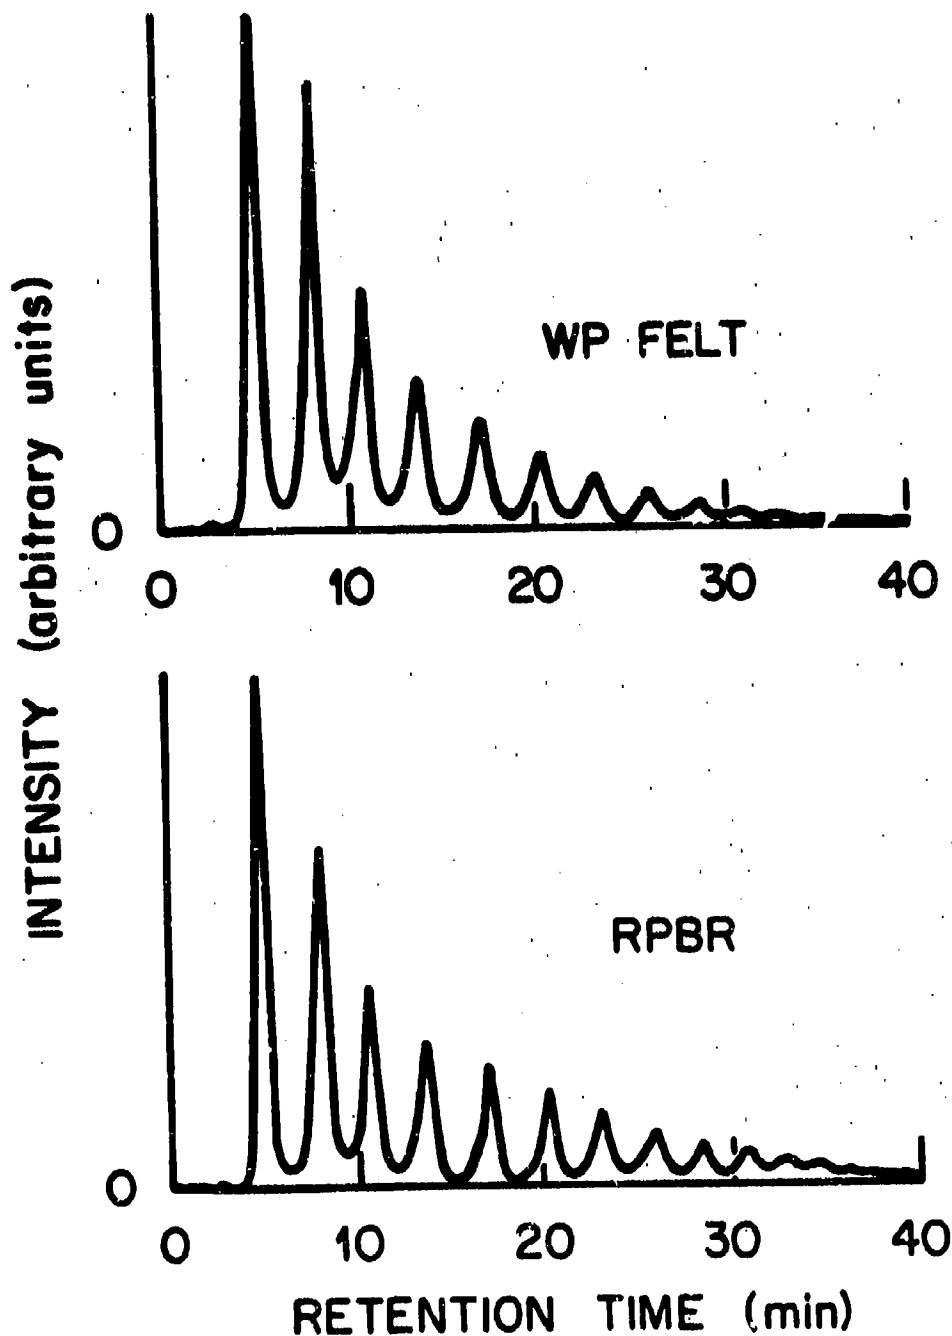 INTENSITY (arbitrary units)
WP FELT
0
0 10 20 30 40
RPBR
0
0 10 20 30 40
RETENTION TIME (min)